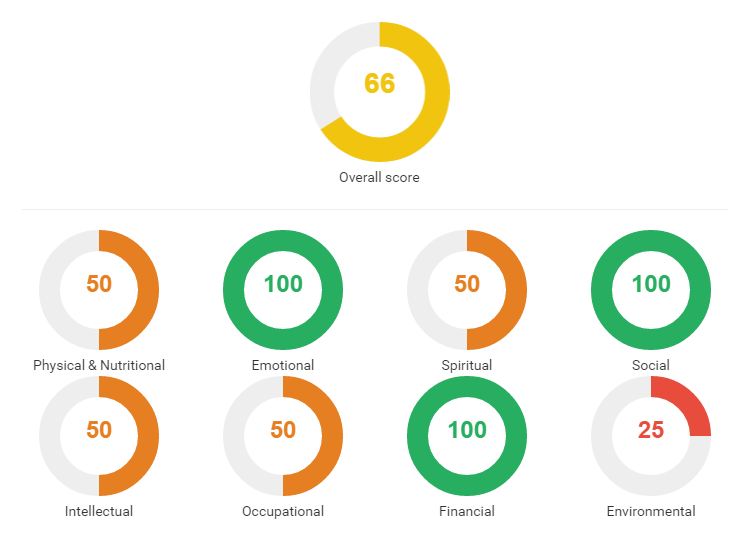 66
Overall score
50 100 50 100
Physical & Nutritional Emotional Spiritual Social
50 50 100 25
Intellectual Occupational Financial Environmental